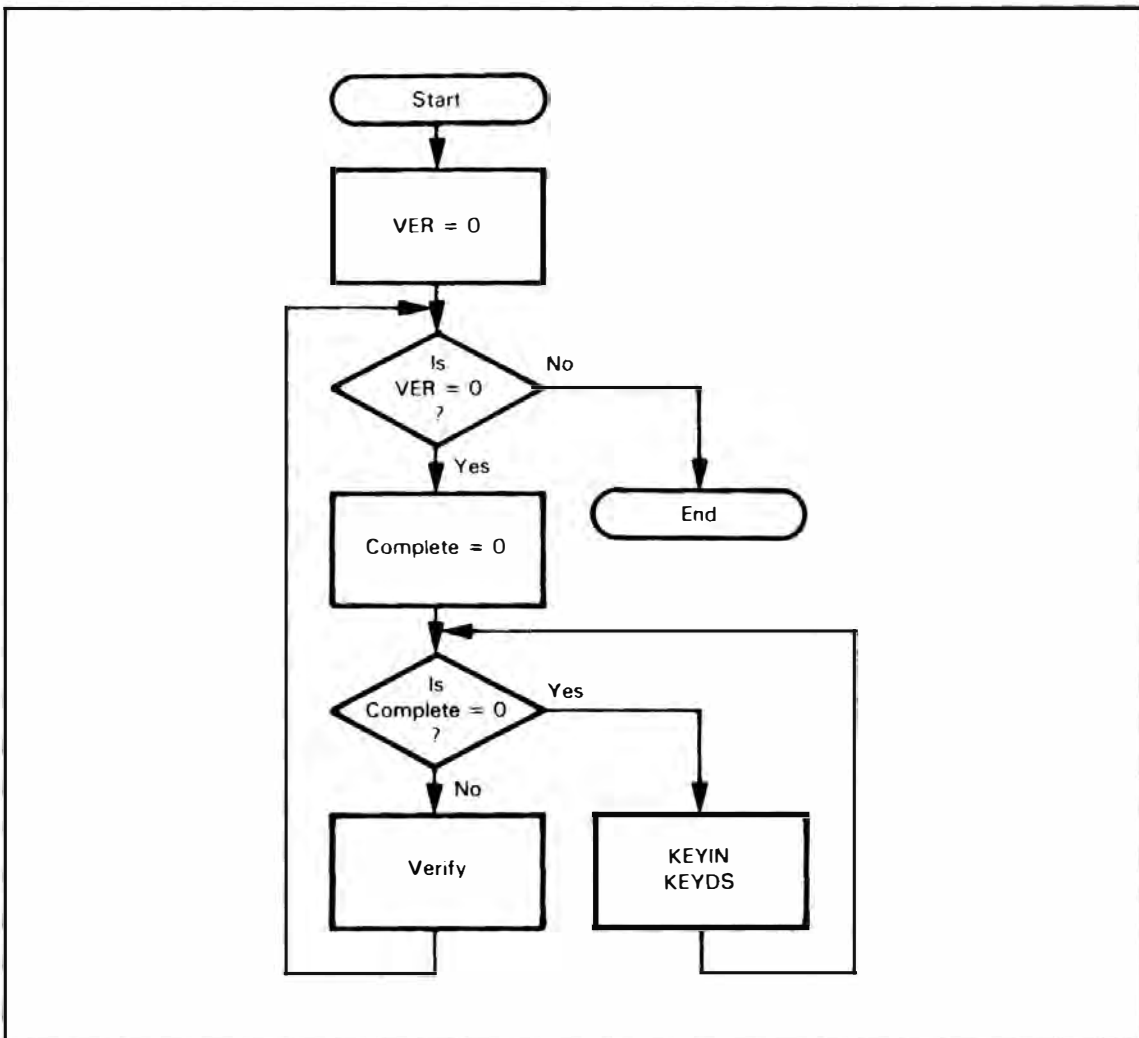 Start
VER = 0
Is
VER = 0
?
No
Yes
End
Complete = 0
Is
Complete = 0
?
Yes
No
Verify
KEYIN
KEYDS